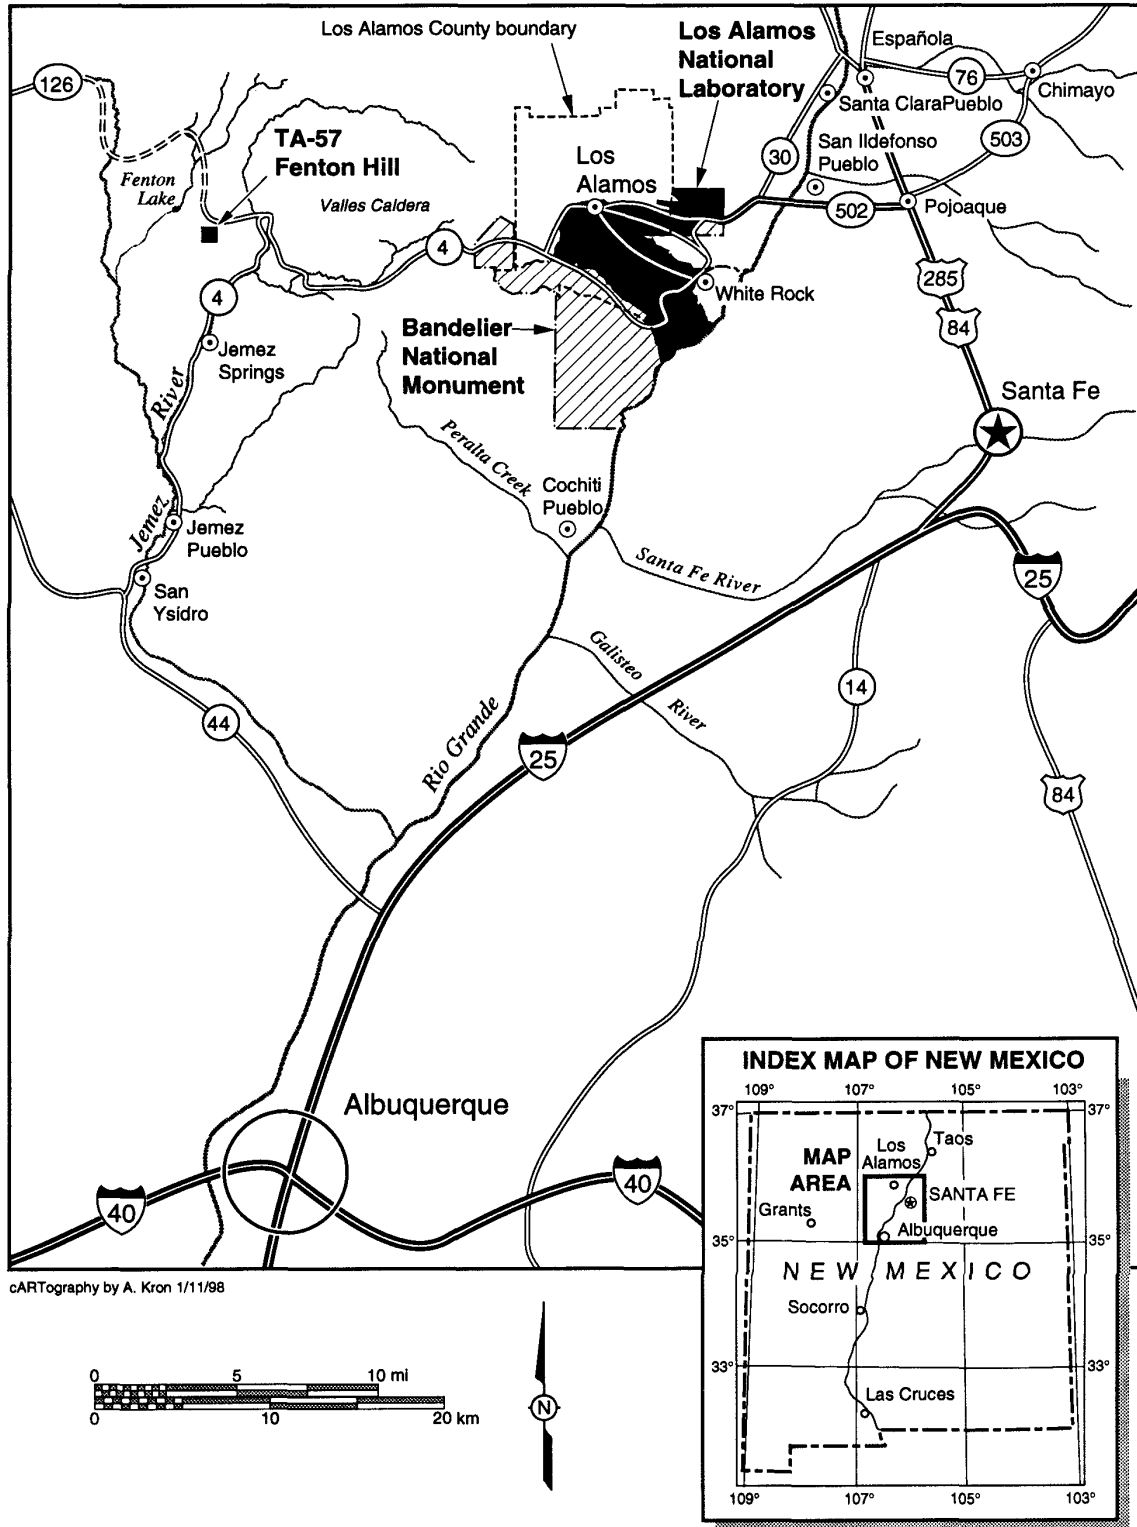 Los Alamos County boundary
Los Alamos
National
Laboratory
Española
126
76
Chimayo
Santa ClaraPueblo
TA-57
Fenton Hill
San Ildefonso
Pueblo
503
30
Los
Alamos
Fenton
Lake
Valles Caldera
502
Pojoaque
4
285
White Rock
4
84
Bandelier
National
Monument
Jemez
Springs
River
Santa Fe
Peralta Creek
Cochiti
Pueblo
Jemez
Jemez
Pueblo
Santa Fe River
25
San
Ysidro
Galisteo
River
14
44
Rio Grande
25
84
Albuquerque
40
40
INDEX MAP OF NEW MEXICO
109°
107°
105°
103°
37°
37°
Taos
Los
Alamos
MAP
AREA
SANTA FE
Grants
Albuquerque
35°
35°
NEW MEXICO
Socorro
33°
33°
Las Cruces
109°
107°
105°
103°
cARTography by A. Kron 1/11/98
0 5 10 mi
0 10 20 km
N